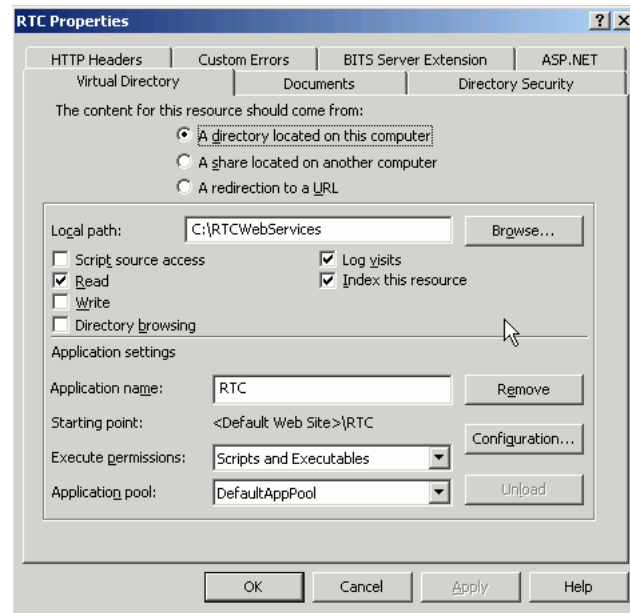 RTC Properties
? X
HTTP Headers Custom Errors BITS Server Extension ASP.NET
Virtual Directory Documents Directory Security
The content for this resource should come from:
A directory located on this computer
A share located on another computer
A redirection to a URL
Local path: C:\RTCWebServices Browse...
Script source access Log visits
Read Index this resource
Write
Directory browsing
Application settings
Application name: RTC Remove
Starting point: <Default Web Site>\RTC
Configuration...
Execute permissions: Scripts and Executables
Application pool: DefaultAppPool Unload
OK Cancel Apply Help